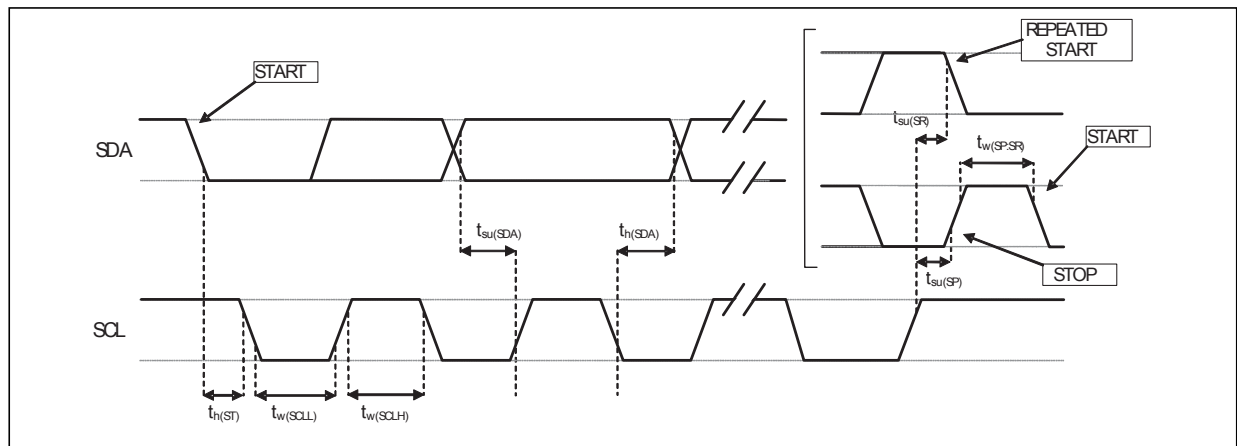 REPEATED
START
START
tsu(SR)
tw(SP:SR)
START
SDA
tsu(SDA)
th(SDA)
tsu(SP)
STOP
SCL
th(ST)
tw(SCLL)
tw(SCLH)